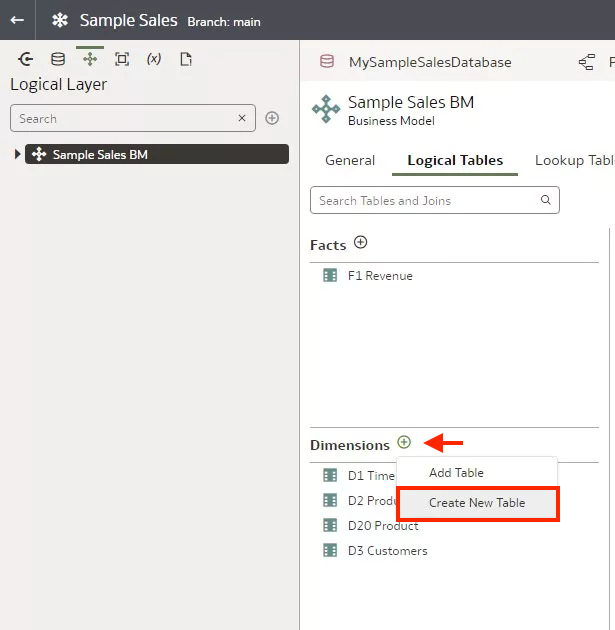 Sample Sales Branch: main
(x)
Logical Layer
Search
Sample Sales BM
MySampleSalesDatabase
Sample Sales BM
Business Model
General Logical Tables Lookup Tabl
Search Tables and Joins
Facts
F1 Revenue
Dimensions
Add Table
Create New Table
D1 Time
D2 Produ
D20 Product
D3 Customers